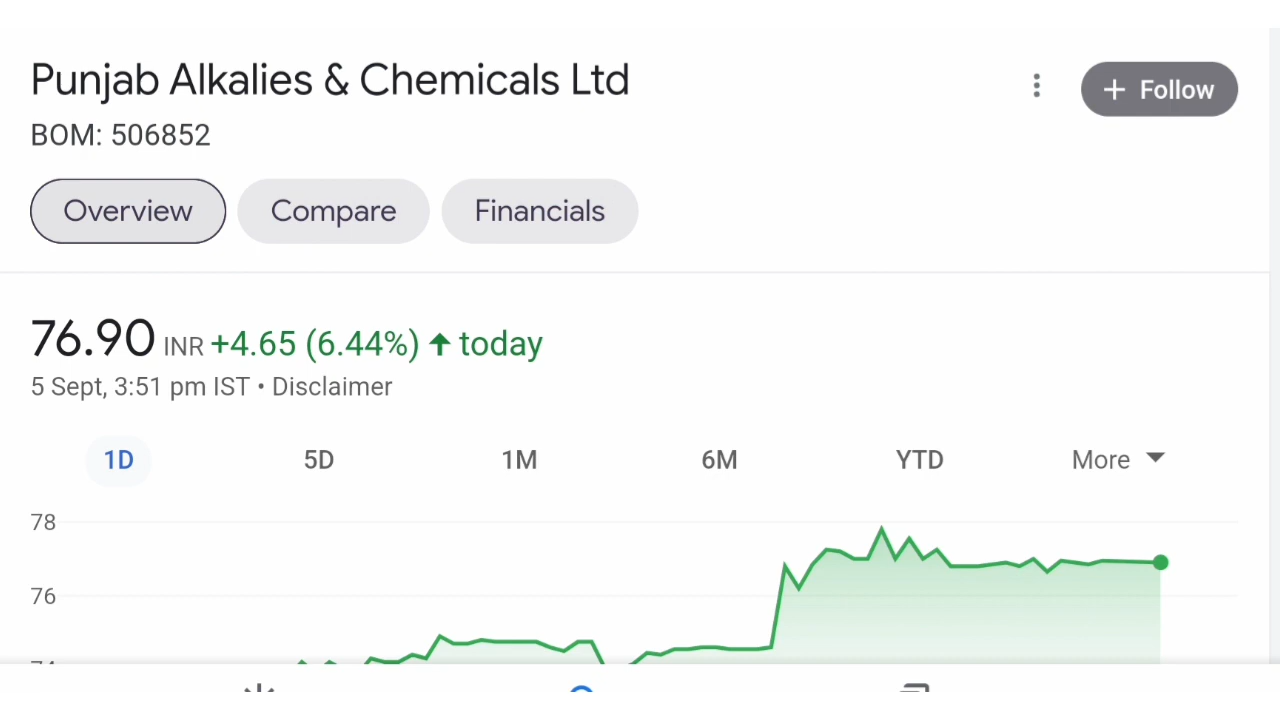 Punjab Alkalies & Chemicals Ltd
+ Follow
BOM: 506852
Overview Compare Financials
76.90 INR +4.65 (6.44%) ↑ today
5 Sept, 3:51 pm IST • Disclaimer
1D 5D 1M 6M YTD More
78
76